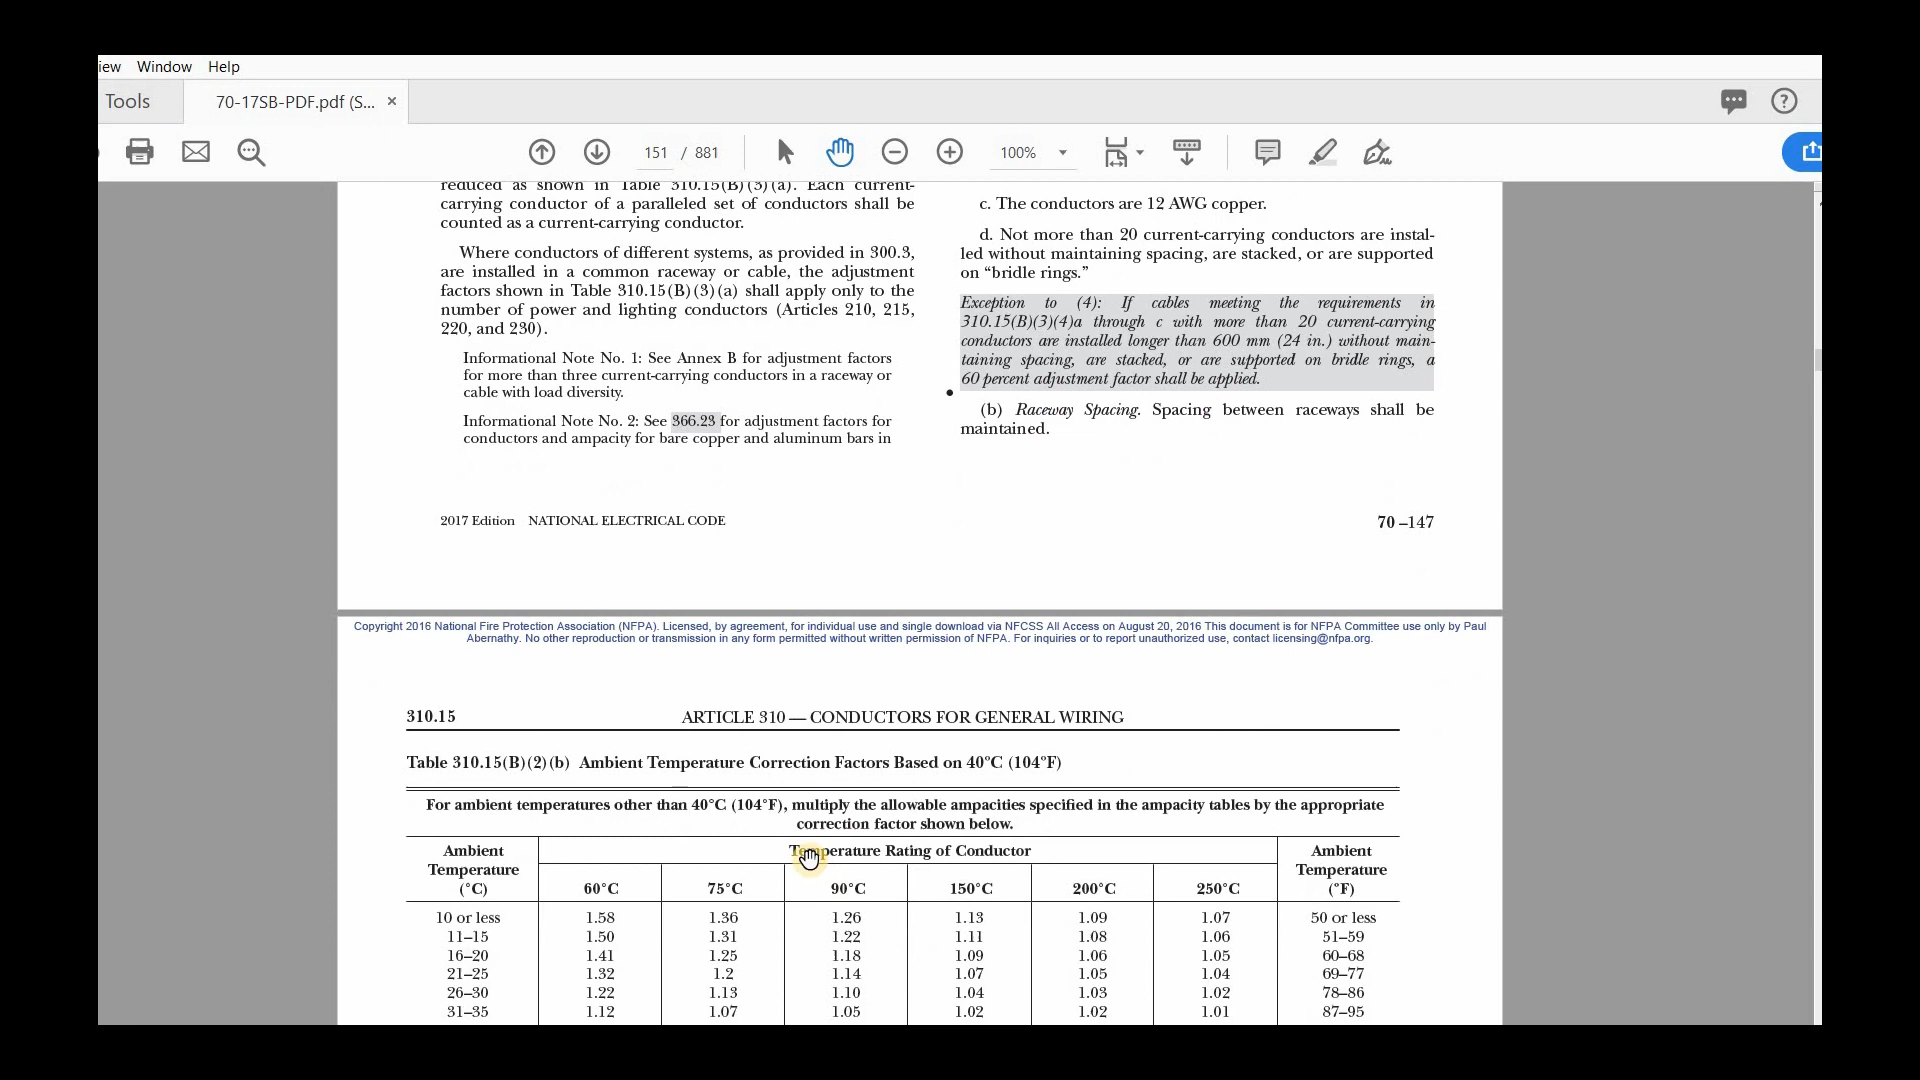 iew Window Help
Tools 70-17SB-PDF.pdf (S... ×
151 / 881 100%
reduced as shown in Table 310.15(B)(3)(a). Each current-
carrying conductor of a paralleled set of conductors shall be
counted as a current-carrying conductor.
Where conductors of different systems, as provided in 300.3,
are installed in a common raceway or cable, the adjustment
factors shown in Table 310.15(B)(3)(a) shall apply only to the
number of power and lighting conductors (Articles 210, 215,
220, and 230).
Informational Note No. 1: See Annex B for adjustment factors
for more than three current-carrying conductors in a raceway or
cable with load diversity.
Informational Note No. 2: See 366.23 for adjustment factors for
conductors and ampacity for bare copper and aluminum bars in
c. The conductors are 12 AWG copper.
d. Not more than 20 current-carrying conductors are instal-
led without maintaining spacing, are stacked, or are supported
on “bridle rings.”
Exception to (4): If cables meeting the requirements in
310.15(B)(3)(4)a through c with more than 20 current-carrying
conductors are installed longer than 600 mm (24 in.) without main-
taining spacing, are stacked, or are supported on bridle rings, a
60 percent adjustment factor shall be applied.
(b) Raceway Spacing. Spacing between raceways shall be
maintained.
2017 Edition NATIONAL ELECTRICAL CODE 70 –147
Copyright 2016 National Fire Protection Association (NFPA). Licensed, by agreement, for individual use and single download via NFCSS All Access on August 20, 2016 This document is for NFPA Committee use only by Paul
Abernathy. No other reproduction or transmission in any form permitted without written permission of NFPA. For inquiries or to report unauthorized use, contact licensing@nfpa.org.
310.15 ARTICLE 310 — CONDUCTORS FOR GENERAL WIRING
Table 310.15(B)(2)(b) Ambient Temperature Correction Factors Based on 40°C (104°F)
For ambient temperatures other than 40°C (104°F), multiply the allowable ampacities specified in the ampacity tables by the appropriate
correction factor shown below.
Ambient Temperature Rating of Conductor Ambient
Temperature Temperature
(°C) 60°C 75°C 90°C 150°C 200°C 250°C (°F)
10 or less 1.58 1.36 1.26 1.13 1.09 1.07 50 or less
11–15 1.50 1.31 1.22 1.11 1.08 1.06 51–59
16–20 1.41 1.25 1.18 1.09 1.06 1.05 60–68
21–25 1.32 1.2 1.14 1.07 1.05 1.04 69–77
26–30 1.22 1.13 1.10 1.04 1.03 1.02 78–86
31–35 1.12 1.07 1.05 1.02 1.02 1.01 87–95